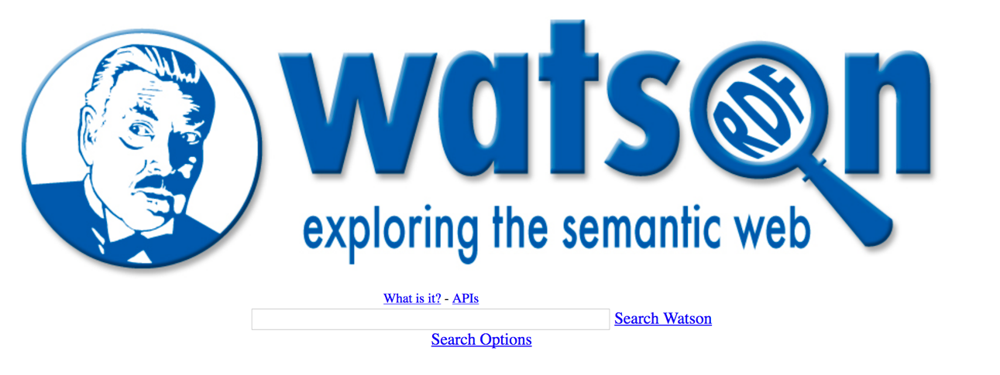 watson
RDF
exploring the semantic web
What is it? - APIs
Search Watson
Search Options